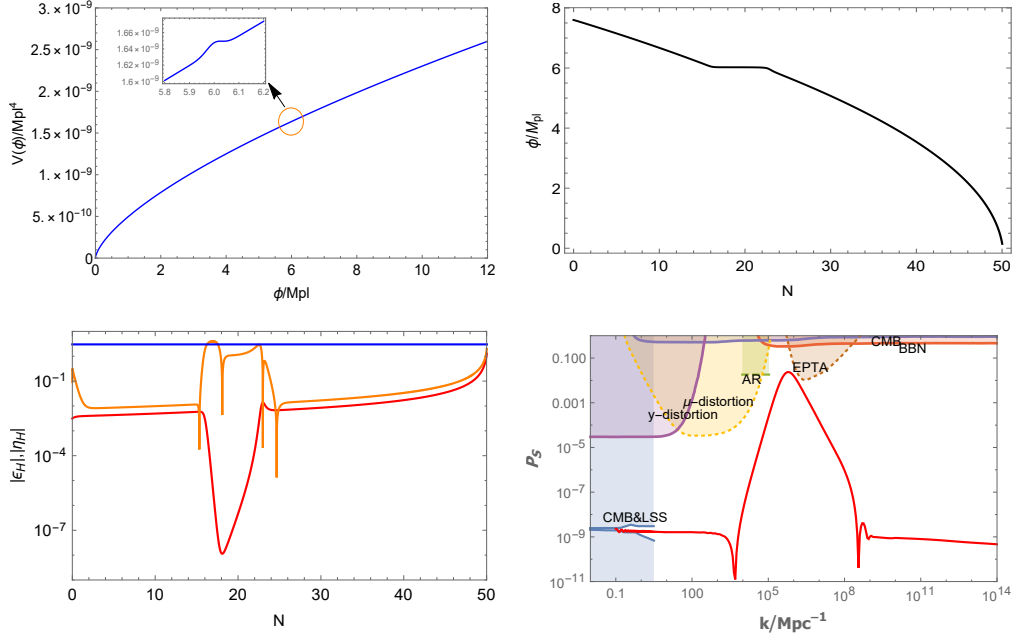 3.×10⁻⁹
2.5×10⁻⁹
2.×10⁻⁹
1.5×10⁻⁹
1.×10⁻⁹
5.×10⁻¹⁰
0
V(ϕ)/Mpl⁴
1.66×10⁻⁹
1.64×10⁻⁹
1.62×10⁻⁹
1.6×10⁻⁹
5.8 5.9 6.0 6.1 6.2
0 2 4 6 8 10 12
ϕ/Mpl
8
6
4
2
0
ϕ/M_pl
0 10 20 30 40 50
N
10⁻¹
10⁻⁴
10⁻⁷
|ϵ_H|,|η_H|
0 10 20 30 40 50
N
0.100
0.001
10⁻⁵
10⁻⁷
10⁻⁹
10⁻¹¹
P_S
CMB
BBN
EPTA
AR
μ-distortion
y-distortion
CMB&LSS
0.1 100 10⁵ 10⁸ 10¹¹ 10¹⁴
k/Mpc⁻¹